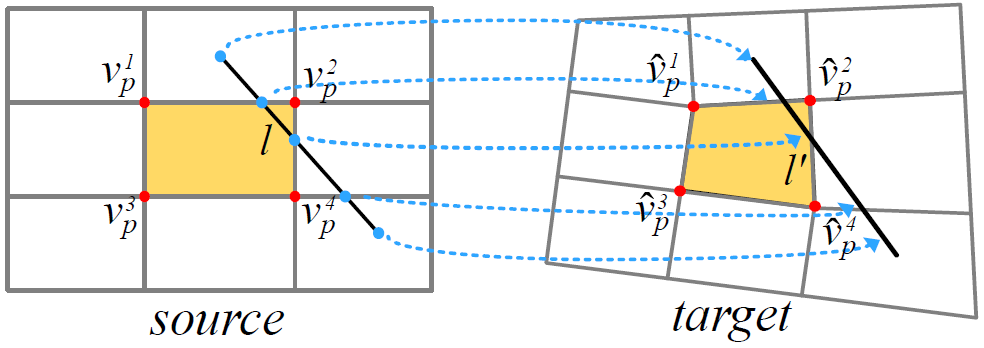 v_p^1
v_p^2
l
v_p^3
v_p^4
source
v̂_p^1
v̂_p^2
l'
v̂_p^3
v̂_p^4
target